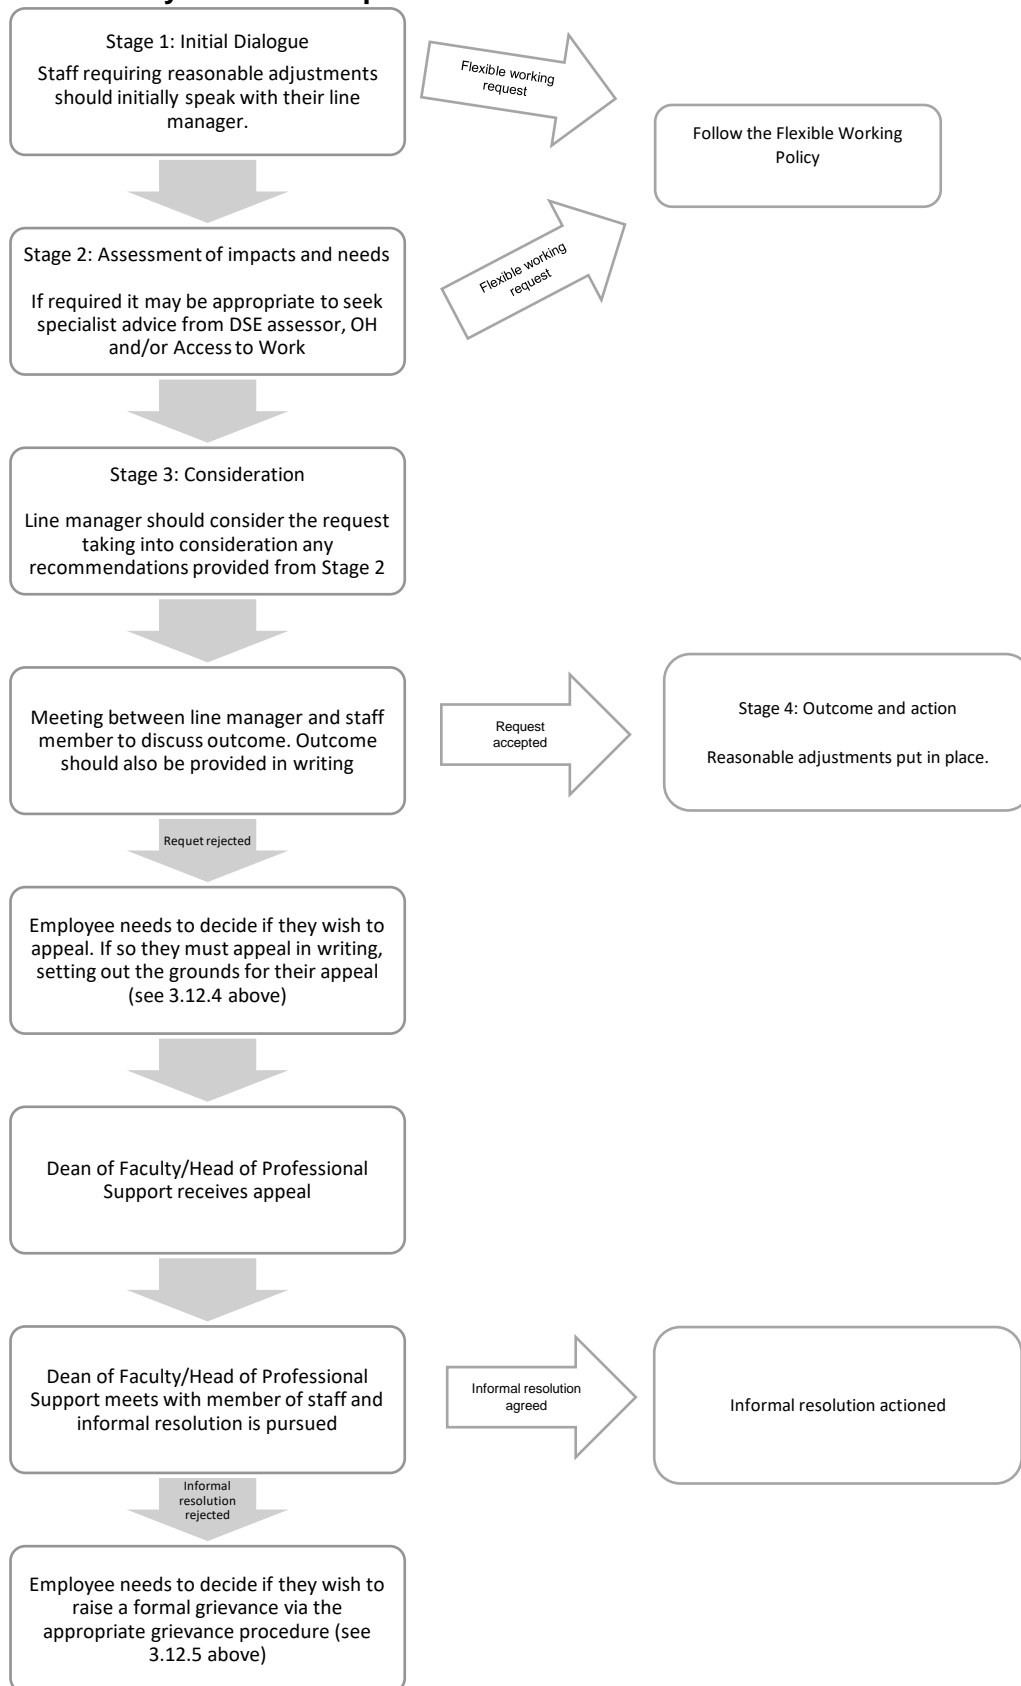 Stage 1: Initial Dialogue
Staff requiring reasonable adjustments
should initially speak with their line
manager.
Flexible working
request
Follow the Flexible Working
Policy
Stage 2: Assessment of impacts and needs
If required it may be appropriate to seek
specialist advice from DSE assessor, OH
and/or Access to Work
Flexible working
request
Stage 3: Consideration
Line manager should consider the request
taking into consideration any
recommendations provided from Stage 2
Meeting between line manager and staff
member to discuss outcome. Outcome
should also be provided in writing
Request
accepted
Stage 4: Outcome and action
Reasonable adjustments put in place.
Requet rejected
Employee needs to decide if they wish to
appeal. If so they must appeal in writing,
setting out the grounds for their appeal
(see 3.12.4 above)
Dean of Faculty/Head of Professional
Support receives appeal
Dean of Faculty/Head of Professional
Support meets with member of staff and
informal resolution is pursued
Informal resolution
agreed
Informal resolution actioned
Informal
resolution
rejected
Employee needs to decide if they wish to
raise a formal grievance via the
appropriate grievance procedure (see
3.12.5 above)